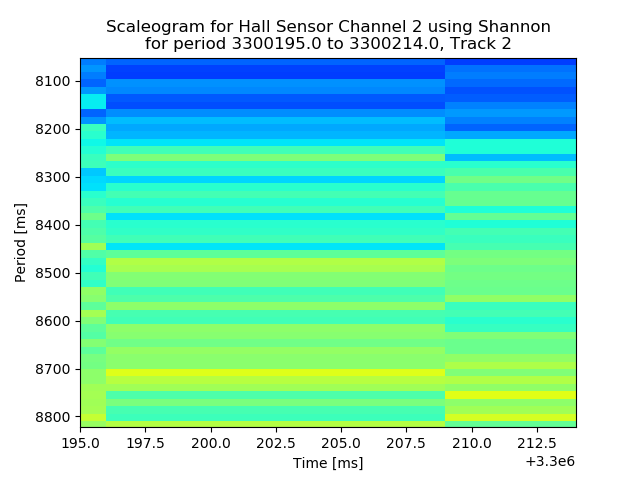 Scaleogram for Hall Sensor Channel 2 using Shannon
for period 3300195.0 to 3300214.0, Track 2
8100
8200
8300
8400
8500
8600
8700
8800
Period [ms]
195.0 197.5 200.0 202.5 205.0 207.5 210.0 212.5
Time [ms]
+3.3e6